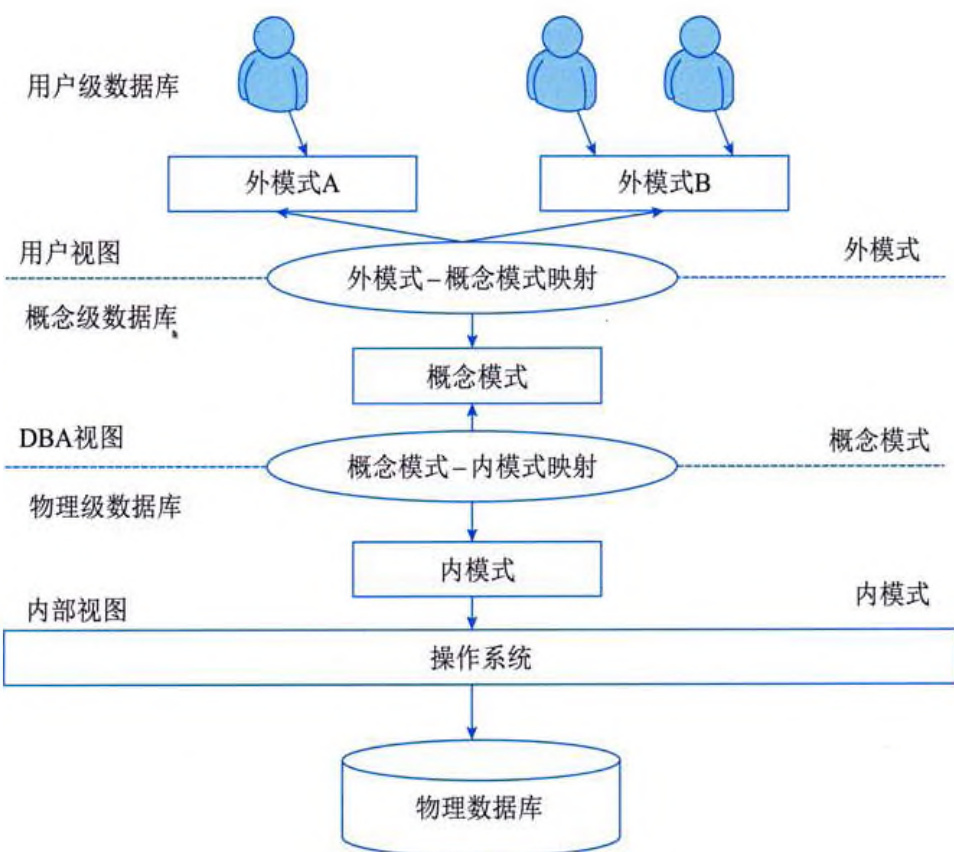 用户级数据库
外模式A
外模式B
用户视图
外模式
外模式–概念模式映射
概念级数据库
概念模式
DBA视图
概念模式
概念模式–内模式映射
物理级数据库
内模式
内部视图
内模式
操作系统
物理数据库